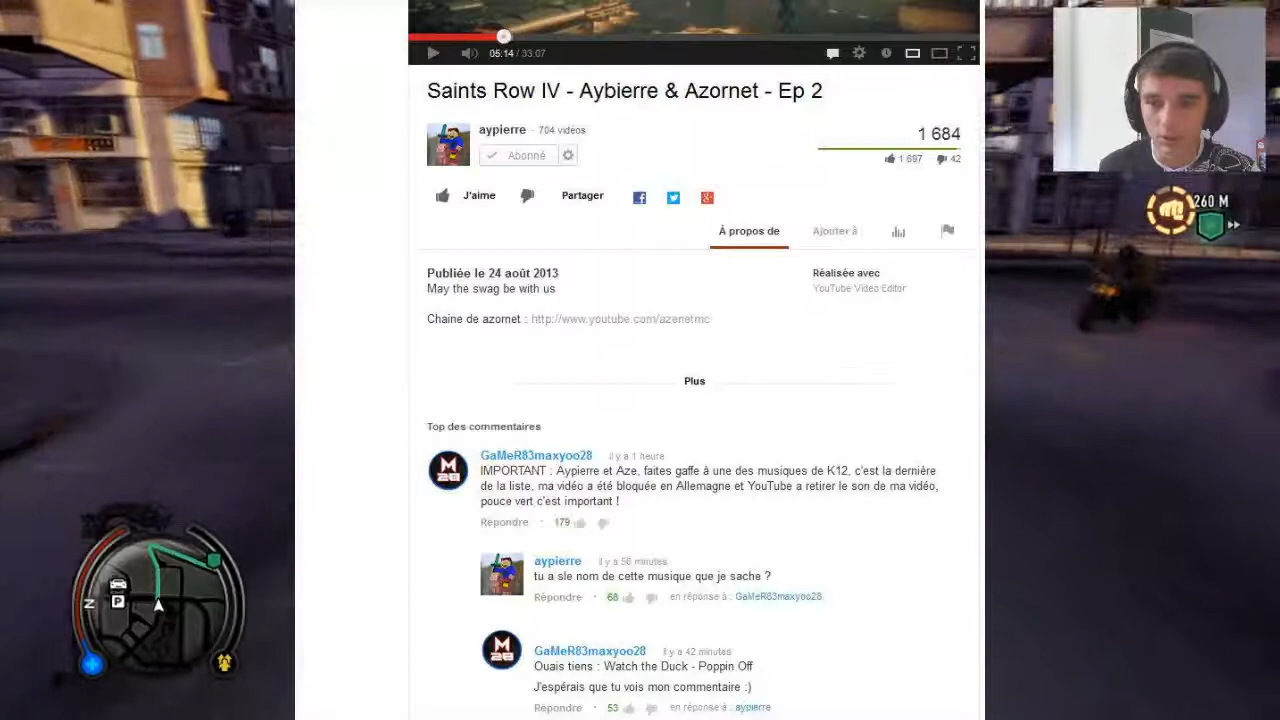 05:14 / 33:07
Saints Row IV - Aybierre & Azornet - Ep 2
aypierre · 704 vidéos
Abonné
1 684
1 697 42
J'aime Partager
260 M
À propos de Ajouter à
Publiée le 24 août 2013
May the swag be with us
Réalisée avec
YouTube Video Editor
Chaine de azornet : http://www.youtube.com/azenetmc
Plus
Top des commentaires
GaMeR83maxyoo28 il y a 1 heure
IMPORTANT : Aypierre et Aze, faites gaffe à une des musiques de K12, c'est la dernière
de la liste. ma vidéo a été bloquée en Allemagne et YouTube a retirer le son de ma vidéo,
pouce vert c'est important !
Répondre · 179
aypierre il y a 56 minutes
tu a sle nom de cette musique que je sache ?
Répondre · 68 en réponse à : GaMeR83maxyoo28
GaMeR83maxyoo28 il y a 42 minutes
Ouais tiens : Watch the Duck - Poppin Off
J'espérais que tu vois mon commentaire :)
Répondre · 53 en réponse à : aypierre
Z
P
M
28
M
28